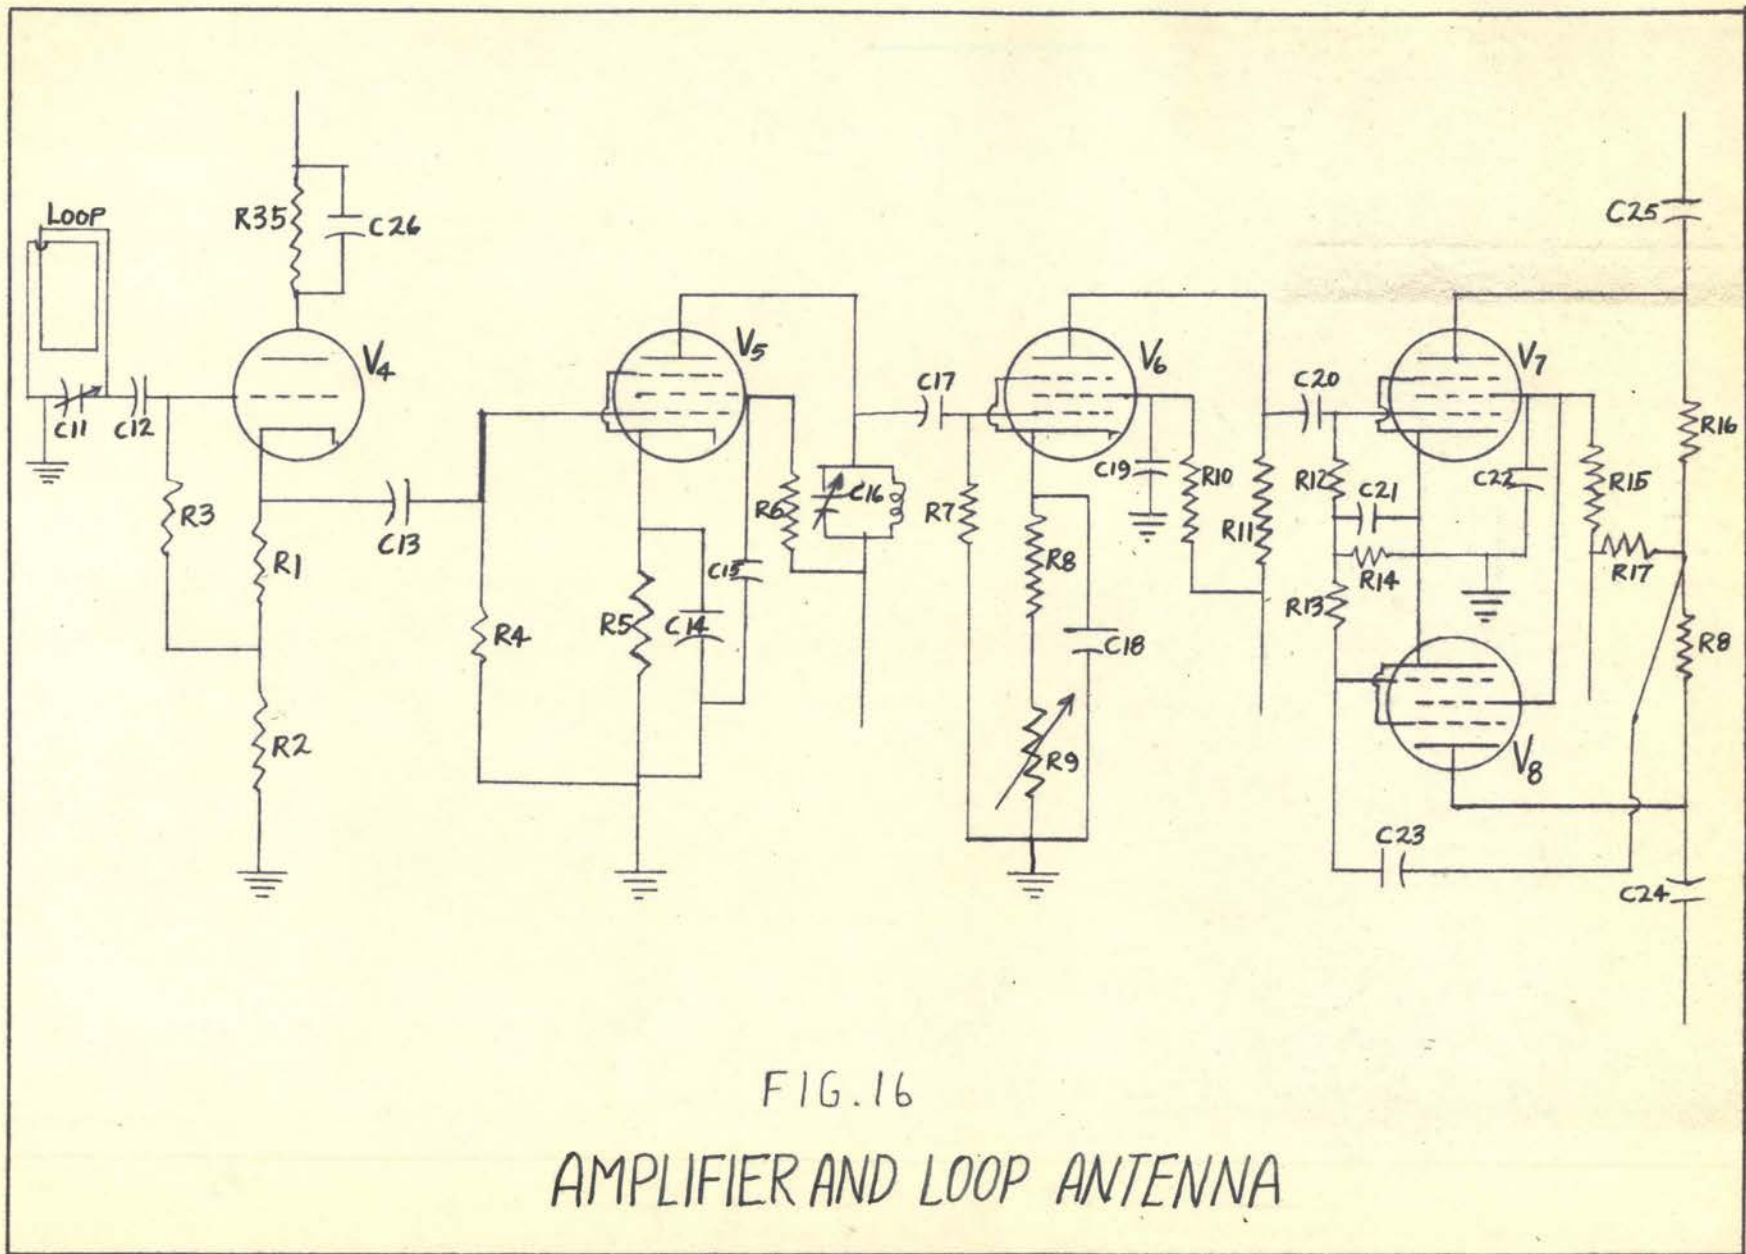 LOOP
C11
C12
R3
R35
C26
V4
R1
R2
C13
R4
V5
R5
C14
C15
R6
C16
C17
R7
V6
R8
C18
R9
C19
R10
R11
C20
V7
R12
C21
R14
R13
C22
R15
R17
C25
R16
R8
V8
C23
C24
FIG.16
AMPLIFIER AND LOOP ANTENNA